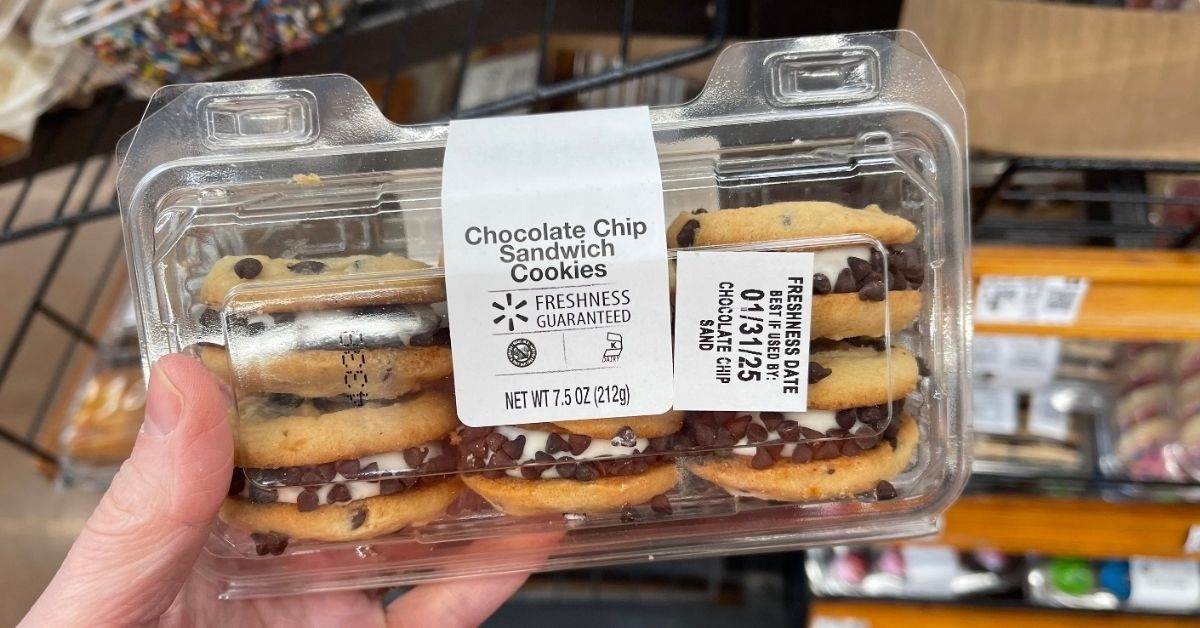 Chocolate Chip
Sandwich
Cookies
FRESHNESS
GUARANTEED
K
DAIRY
NET WT 7.5 OZ (212g)
FRESHNESS DATE
BEST IF USED BY:
01/31/25
CHOCOLATE CHIP
SAND